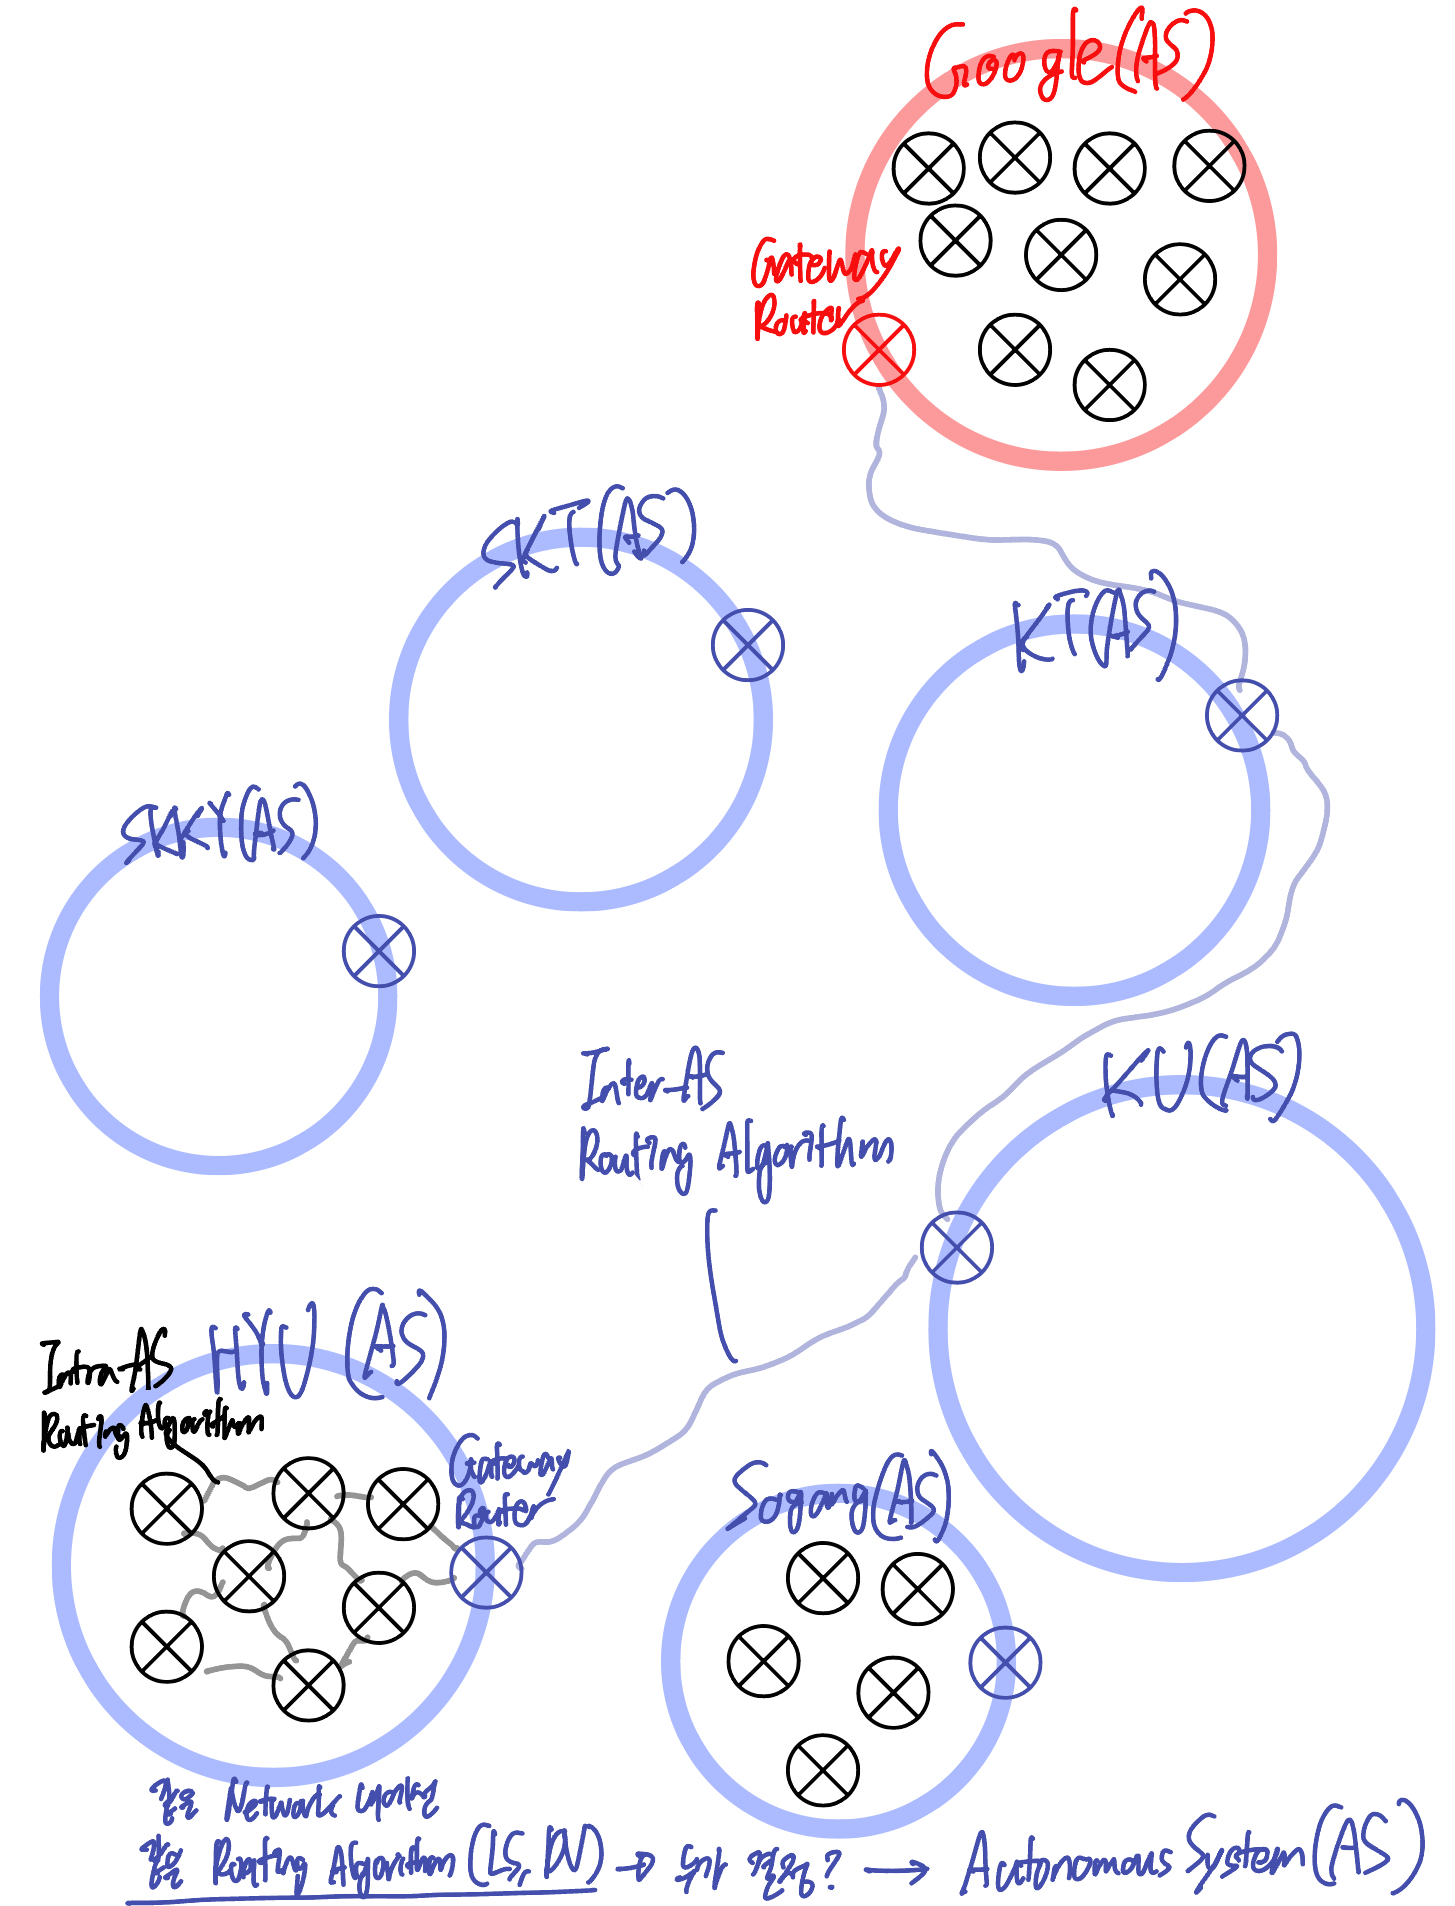 Google(AS)
Gateway
Router
SKT(AS)
KT(AS)
SKKY(AS)
KU(AS)
Inter-AS
Routing Algorithm
HYU (AS)
Intra-AS
Routing Algorithm
Gateway
Router
Sogang(AS)
같은 Network 내에선
같은 Routing Algorithm(LS, DV) → 누가 결정? → Autonomous System(AS)